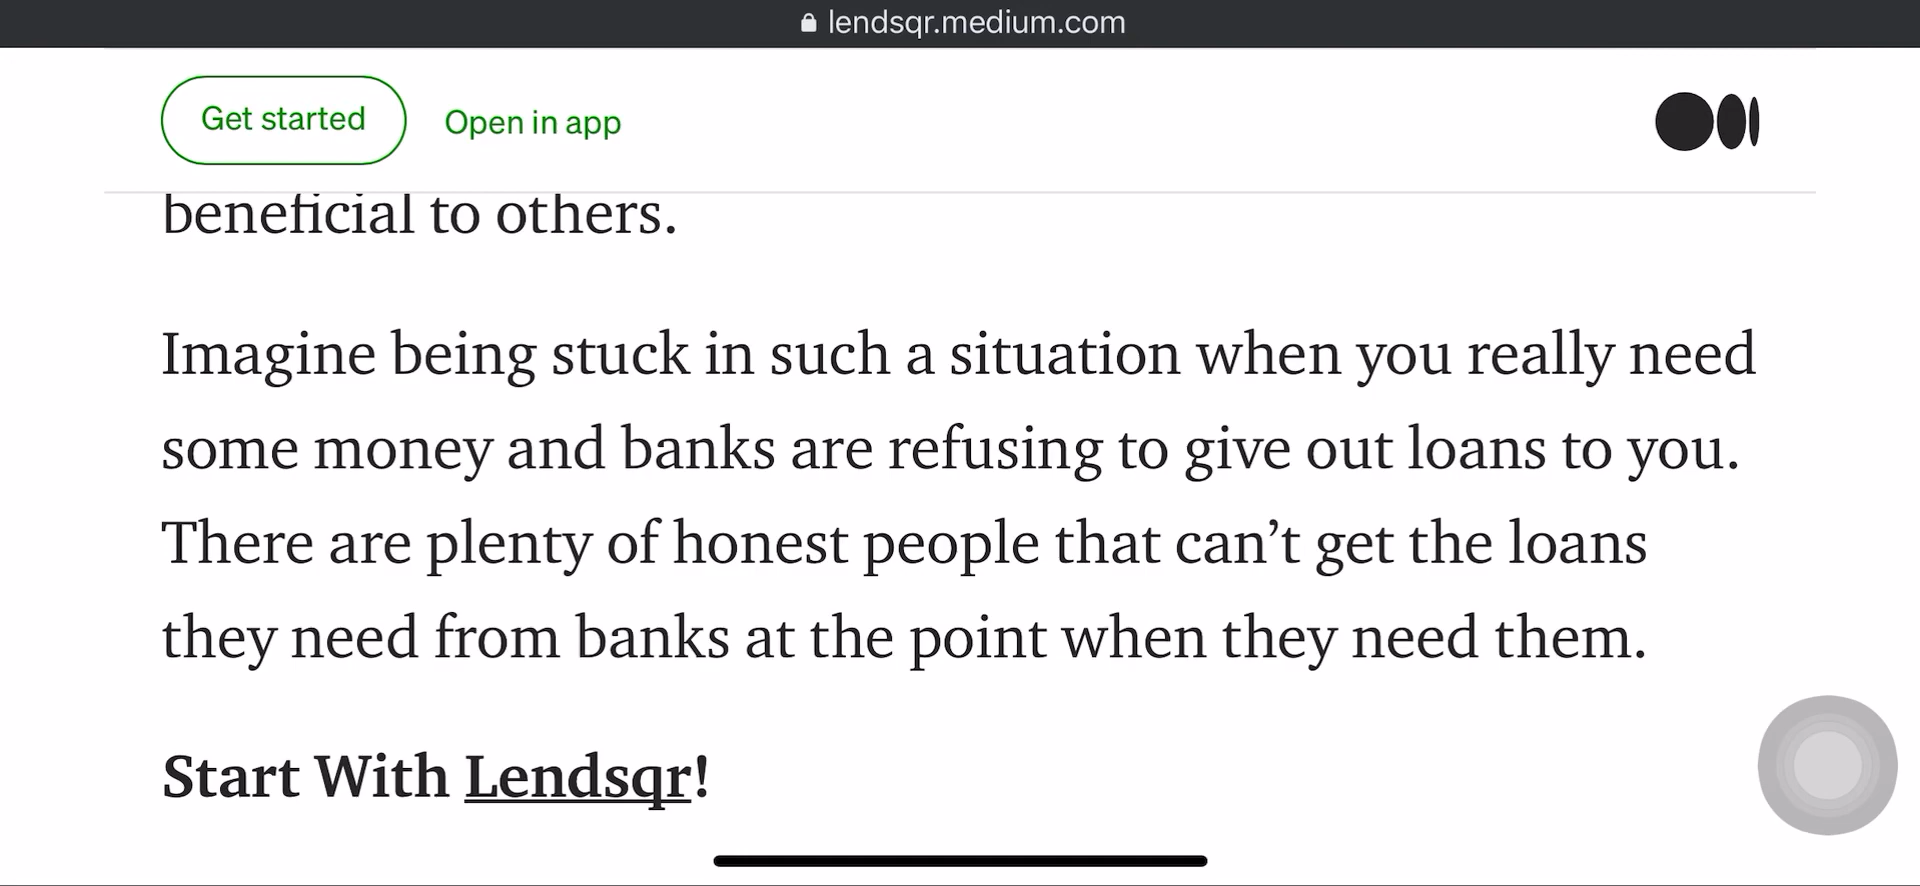 lendsqr.medium.com
Get started
Open in app
beneficial to others.
Imagine being stuck in such a situation when you really need
some money and banks are refusing to give out loans to you.
There are plenty of honest people that can’t get the loans
they need from banks at the point when they need them.
Start With Lendsqr!